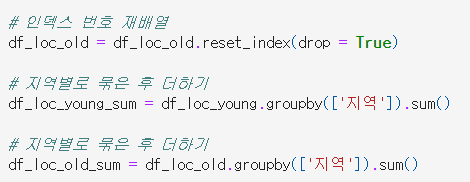 # 인덱스 번호 재배열
df_loc_old = df_loc_old.reset_index(drop = True)
# 지역별로 묶은 후 더하기
df_loc_young_sum = df_loc_young.groupby(['지역']).sum()
# 지역별로 묶은 후 더하기
df_loc_old_sum = df_loc_old.groupby(['지역']).sum()